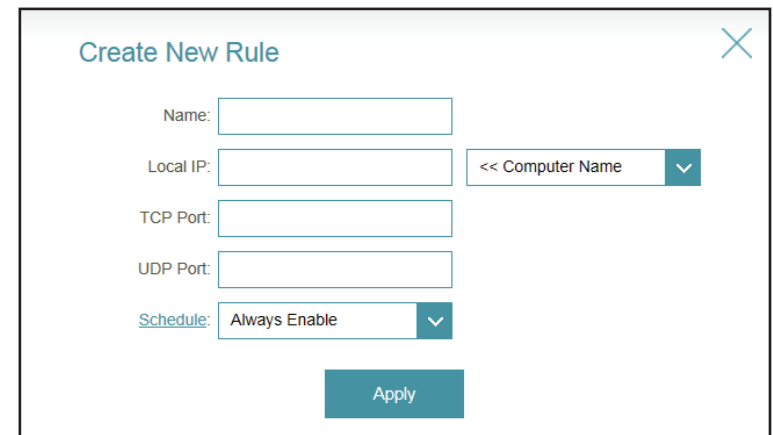 Create New Rule
Name:
Local IP: << Computer Name
TCP Port:
UDP Port:
Schedule: Always Enable
Apply